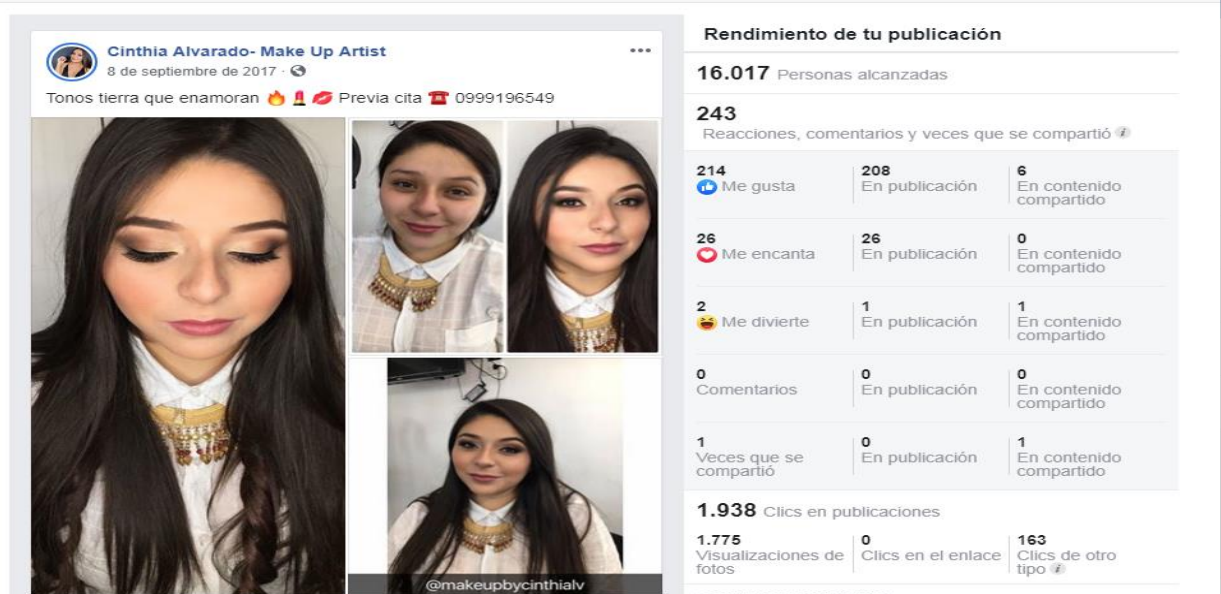 Cinthia Alvarado- Make Up Artist
8 de septiembre de 2017 ·
Tonos tierra que enamoran 🔥💄💋 Previa cita ☎️ 0999196549
@makeupbycinthialv
Rendimiento de tu publicación
16.017 Personas alcanzadas
243
Reacciones, comentarios y veces que se compartió
214 208 6
Me gusta En publicación En contenido
compartido
26 26 0
Me encanta En publicación En contenido
compartido
2 1 1
Me divierte En publicación En contenido
compartido
0 0 0
Comentarios En publicación En contenido
compartido
1 0 1
Veces que se En publicación En contenido
compartió compartido
1.938 Clics en publicaciones
1.775 0 163
Visualizaciones de Clics en el enlace Clics de otro
fotos tipo